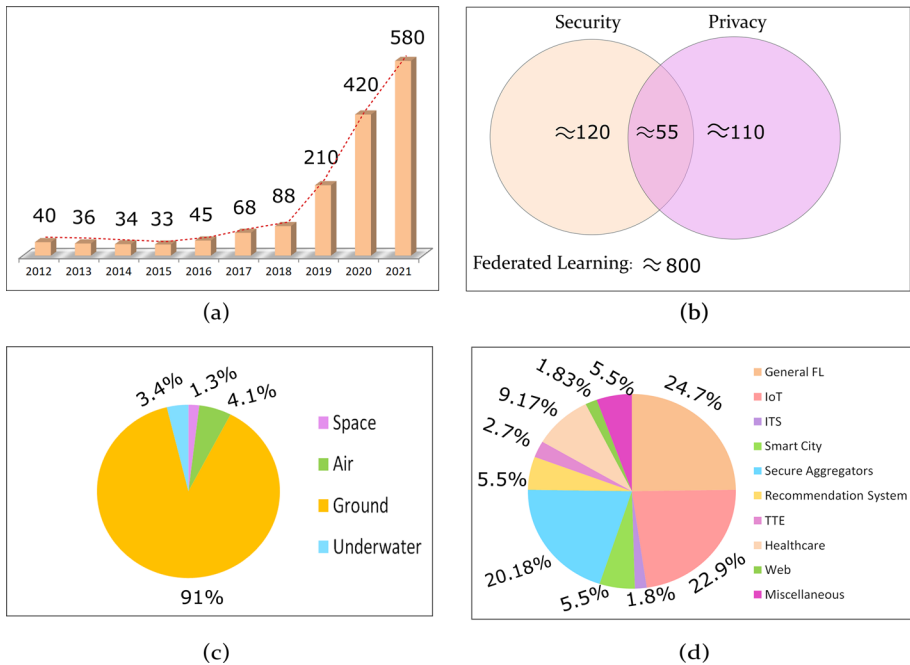 580
420
210
88
68
45
40
36
34
33
2012 2013 2014 2015 2016 2017 2018 2019 2020 2021
(a)
Security Privacy
≈120 ≈55 ≈110
Federated Learning: ≈ 800
(b)
3.4% 1.3% 4.1%
91%
Space
Air
Ground
Underwater
(c)
24.7%
22.9%
1.8%
5.5%
20.18%
5.5%
2.7%
9.17%
1.83%
5.5%
General FL
IoT
ITS
Smart City
Secure Aggregators
Recommendation System
TTE
Healthcare
Web
Miscellaneous
(d)